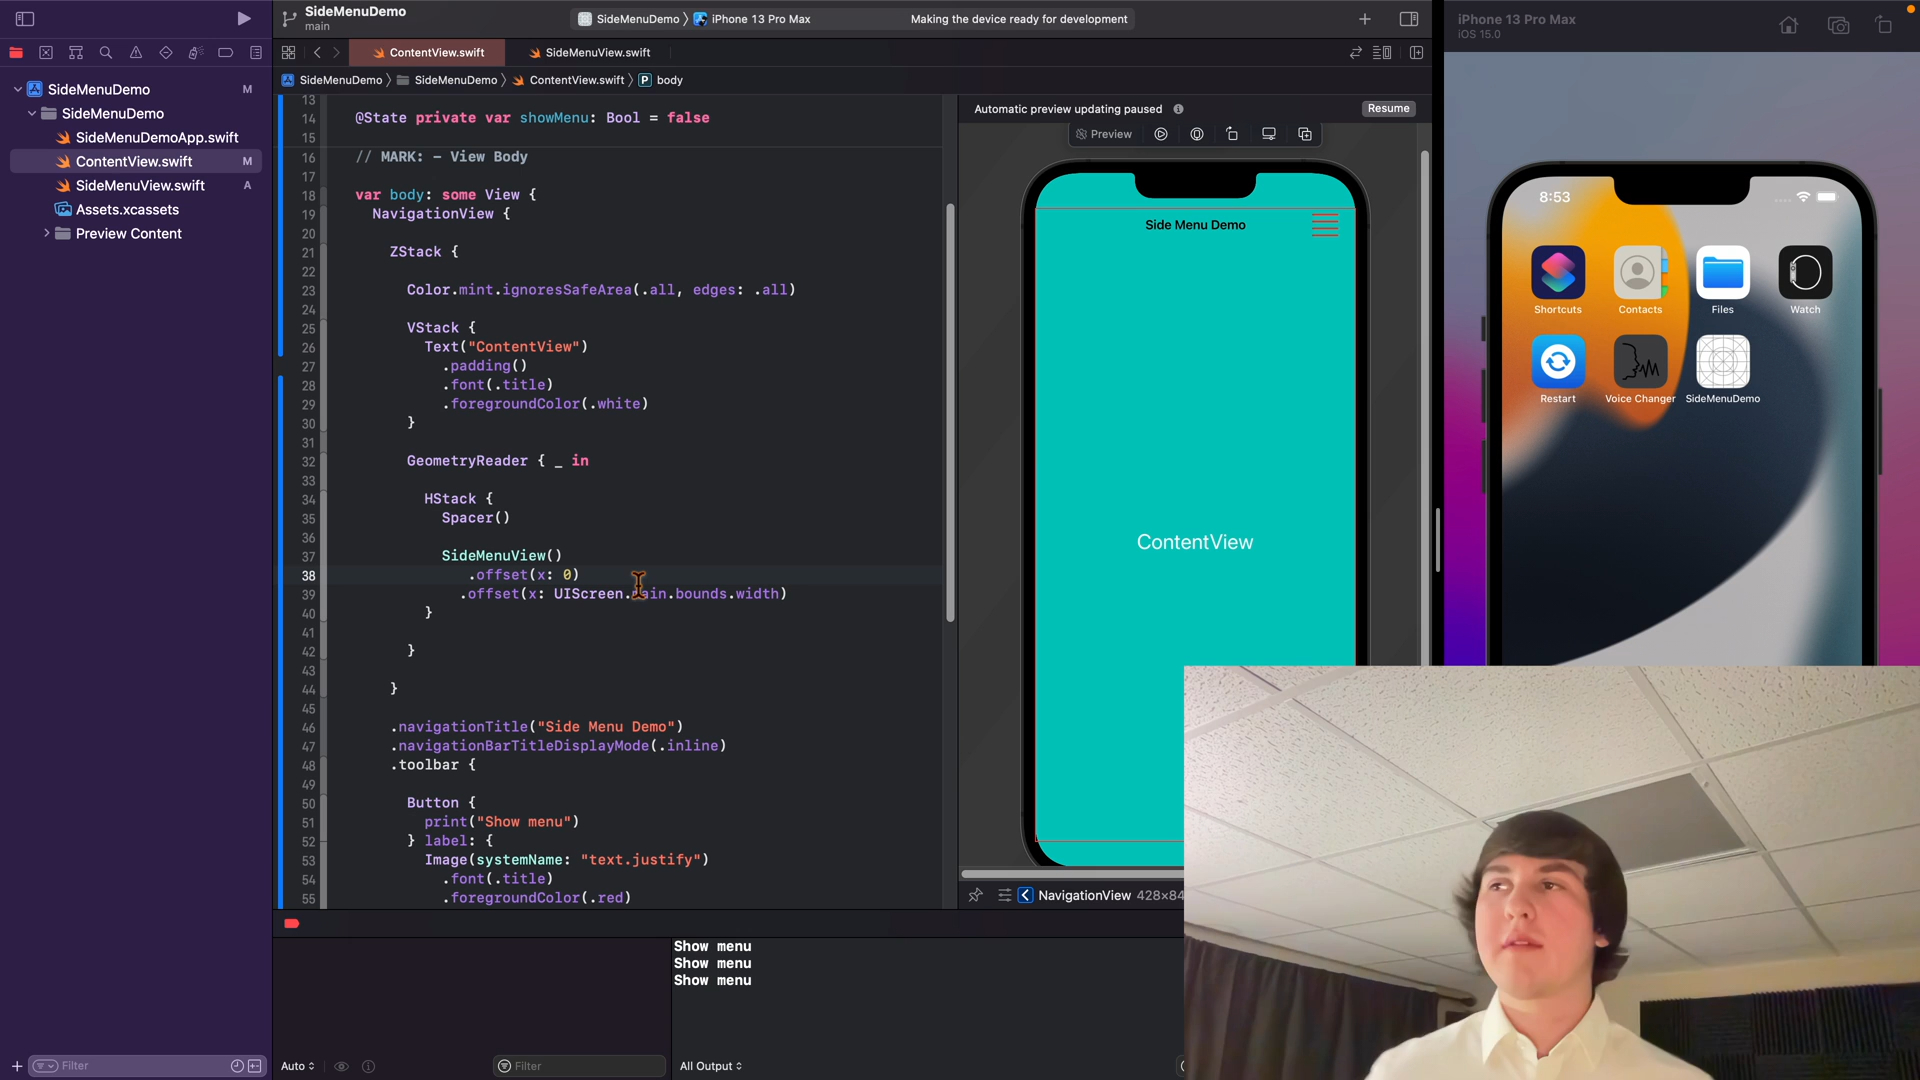 SideMenuDemo
main
SideMenuDemo 〉 iPhone 13 Pro Max
Making the device ready for development
iPhone 13 Pro Max
iOS 15.0
ContentView.swift
SideMenuView.swift
SideMenuDemo 〉 SideMenuDemo 〉 ContentView.swift 〉 P body
SideMenuDemo M
SideMenuDemo
SideMenuDemoApp.swift
ContentView.swift M
SideMenuView.swift A
Assets.xcassets
Preview Content
13
14 @State private var showMenu: Bool = false
15
16 // MARK: - View Body
17
18 var body: some View {
19 NavigationView {
20
21 ZStack {
22
23 Color.mint.ignoresSafeArea(.all, edges: .all)
24
25 VStack {
26 Text("ContentView")
27 .padding()
28 .font(.title)
29 .foregroundColor(.white)
30 }
31
32 GeometryReader { _ in
33
34 HStack {
35 Spacer()
36
37 SideMenuView()
38 .offset(x: 0)
39 .offset(x: UIScreen.main.bounds.width)
40 }
41
42 }
43
44 }
45
46 .navigationTitle("Side Menu Demo")
47 .navigationBarTitleDisplayMode(.inline)
48 .toolbar {
49
50 Button {
51 print("Show menu")
52 } label: {
53 Image(systemName: "text.justify")
54 .font(.title)
55 .foregroundColor(.red)
Automatic preview updating paused
Resume
Preview
Side Menu Demo
ContentView
NavigationView 428×84
8:53
Shortcuts
Contacts
Files
Watch
Restart
Voice Changer
SideMenuDemo
Show menu
Show menu
Show menu
Filter
Auto
Filter
All Output